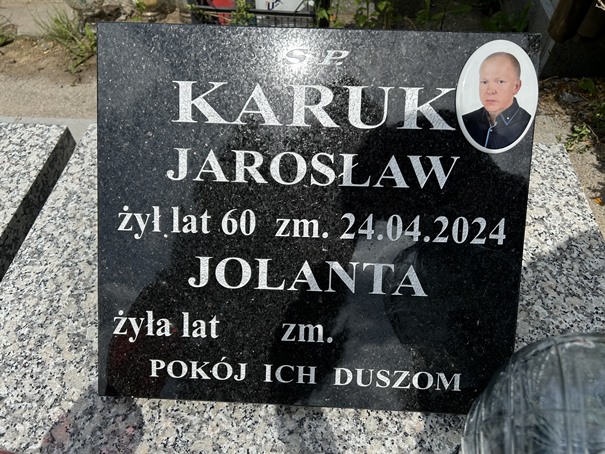 Ś.P.
KARUK
JAROSŁAW
żył lat 60 zm. 24.04.2024
JOLANTA
żyła lat zm.
POKÓJ ICH DUSZOM